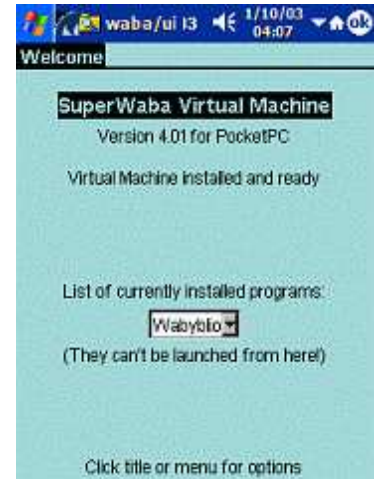 waba/ui l3 1/10/03
04:07 ok
Welcome
SuperWaba Virtual Machine
Version 4.01 for PocketPC
Virtual Machine installed and ready
List of currently installed programs:
Wabyblio
(They can't be launched from here!)
Click title or menu for options